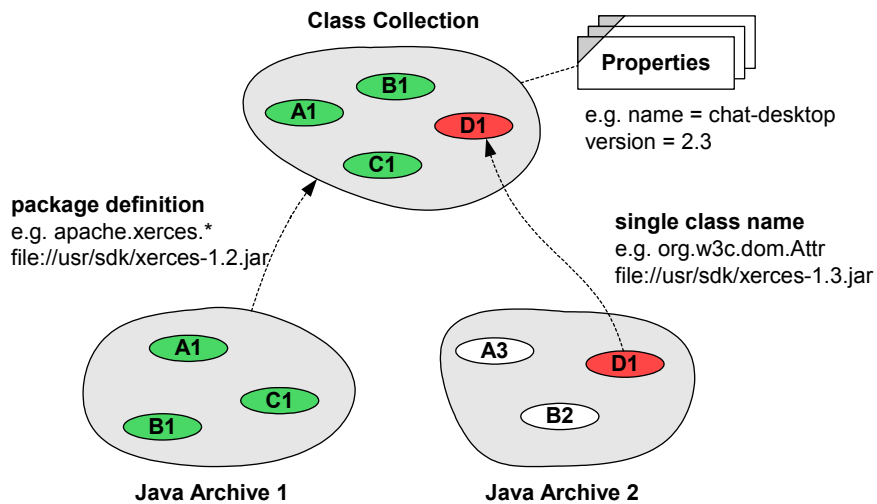 Class Collection
Properties
B1
A1
D1
C1
e.g. name = chat-desktop
version = 2.3
package definition
e.g. apache.xerces.*
file://usr/sdk/xerces-1.2.jar
single class name
e.g. org.w3c.dom.Attr
file://usr/sdk/xerces-1.3.jar
A1
C1
B1
A3
D1
B2
Java Archive 1
Java Archive 2